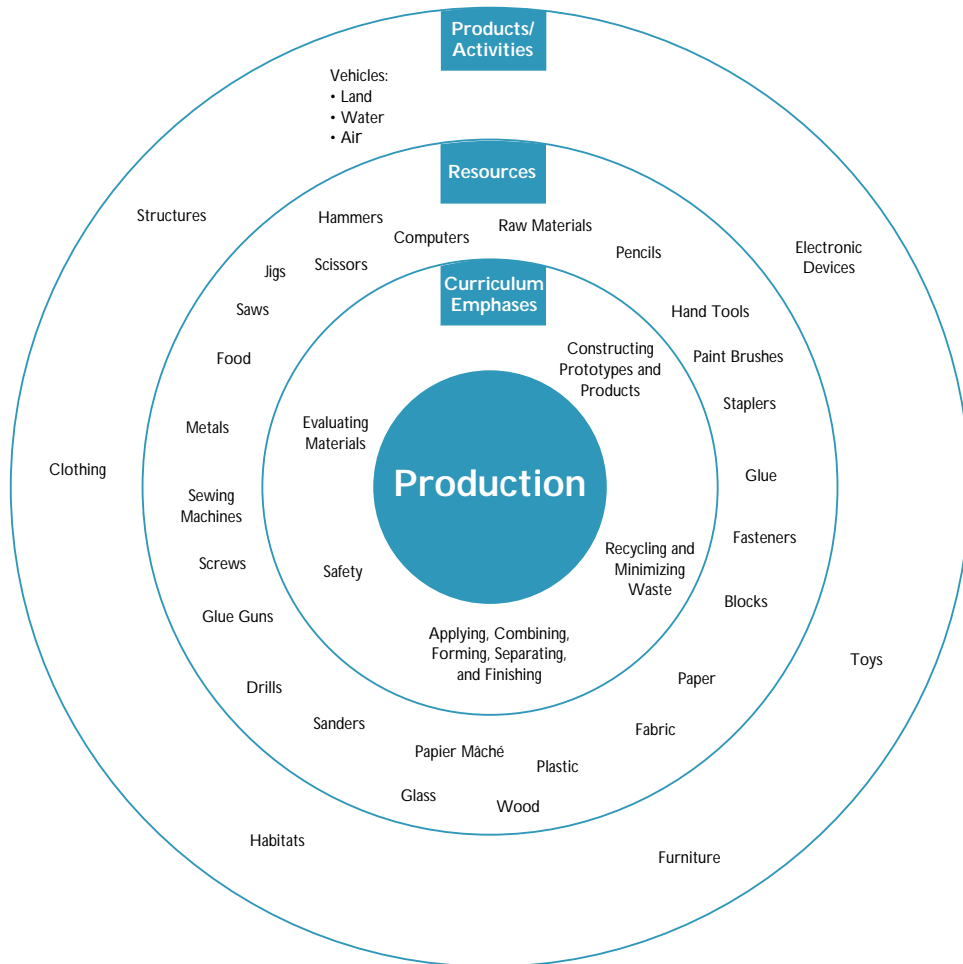 Products/
Activities
Vehicles:
• Land
• Water
• Air
Structures
Electronic
Devices
Clothing
Toys
Habitats
Furniture
Resources
Hammers
Computers
Raw Materials
Pencils
Jigs
Scissors
Saws
Hand Tools
Food
Paint Brushes
Staplers
Metals
Glue
Sewing
Machines
Fasteners
Screws
Blocks
Glue Guns
Paper
Drills
Sanders
Fabric
Papier Mâché
Plastic
Glass
Wood
Curriculum
Emphases
Constructing
Prototypes and
Products
Evaluating
Materials
Recycling and
Minimizing
Waste
Safety
Applying, Combining,
Forming, Separating,
and Finishing
Production